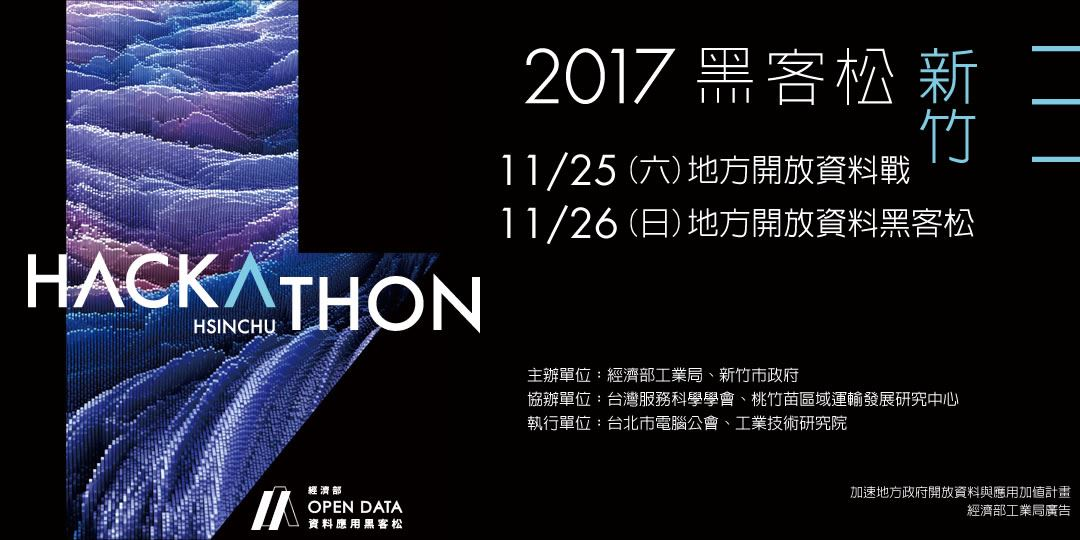 2017 黑客松 新竹
11/25(六)地方開放資料戰
11/26(日)地方開放資料黑客松
HACKATHON
HSINCHU
主辦單位:經濟部工業局、新竹市政府
協辦單位:台灣服務科學學會、桃竹苗區域運輸發展研究中心
執行單位:台北市電腦公會、工業技術研究院
經濟部
OPEN DATA
資料應用黑客松
加速地方政府開放資料與應用加值計畫
經濟部工業局廣告